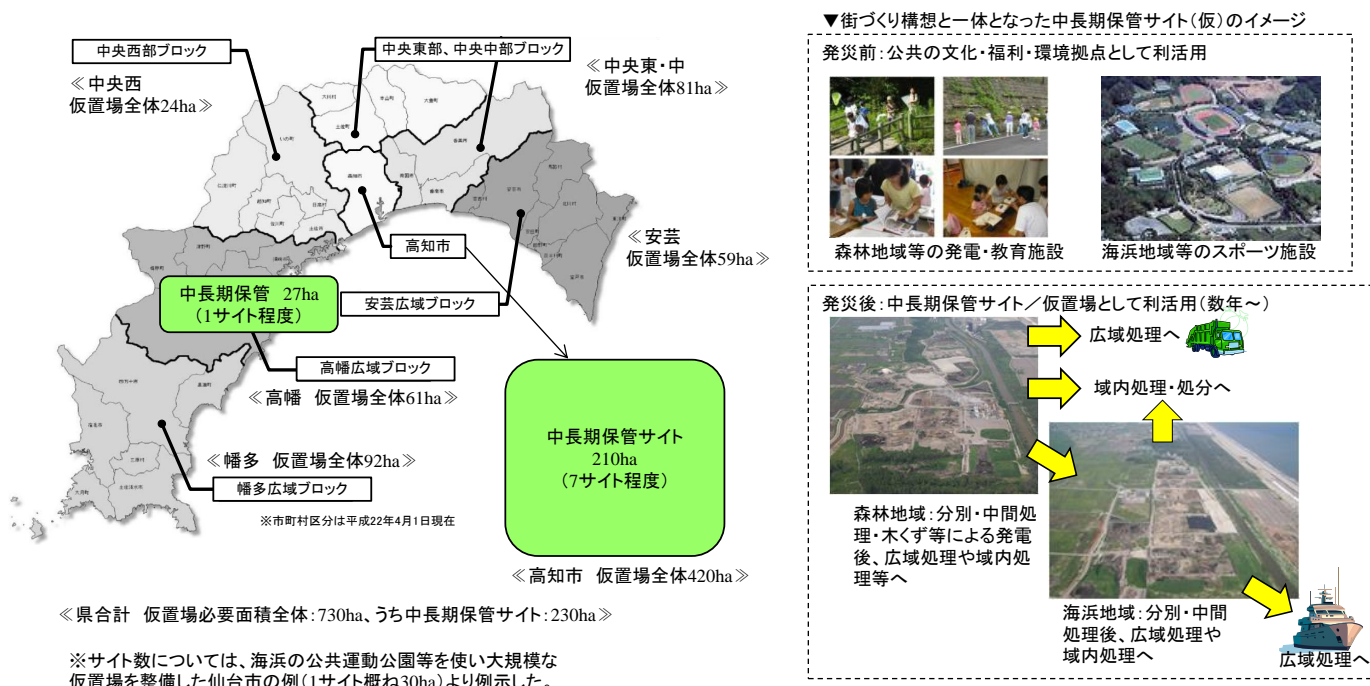 中央西部ブロック
中央東部、中央中部ブロック
≪中央西
仮置場全体24ha≫
≪中央東・中
仮置場全体81ha≫
高知市
≪安芸
仮置場全体59ha≫
中長期保管 27ha
(1サイト程度)
安芸広域ブロック
高幡広域ブロック
≪高幡 仮置場全体61ha≫
中長期保管サイト
210ha
(7サイト程度)
≪幡多 仮置場全体92ha≫
幡多広域ブロック
※市町村区分は平成22年4月1日現在
≪高知市 仮置場全体420ha≫
≪県合計 仮置場必要面積全体:730ha、うち中長期保管サイト:230ha≫
※サイト数については、海浜の公共運動公園等を使い大規模な
仮置場を整備した仙台市の例(1サイト概ね30ha)より例示した。
▼街づくり構想と一体となった中長期保管サイト(仮)のイメージ
発災前:公共の文化・福利・環境拠点として利活用
森林地域等の発電・教育施設
海浜地域等のスポーツ施設
発災後:中長期保管サイト/仮置場として利活用(数年~)
広域処理へ
域内処理・処分へ
森林地域:分別・中間処
理・木くず等による発電
後、広域処理や域内処
理等へ
海浜地域:分別・中間
処理後、広域処理や
域内処理へ
広域処理へ